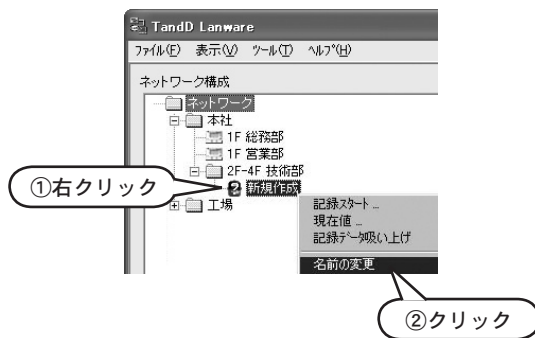 TandD Lanware
ファイル(F) 表示(V) ツール(T) ヘルプ(H)
ネットワーク構成
ネットワーク
本社
1F 総務部
1F 営業部
2F-4F 技術部
①右クリック
新規作成
工場
記録スタート ...
現在値 ...
記録データ吸い上げ
名前の変更
②クリック